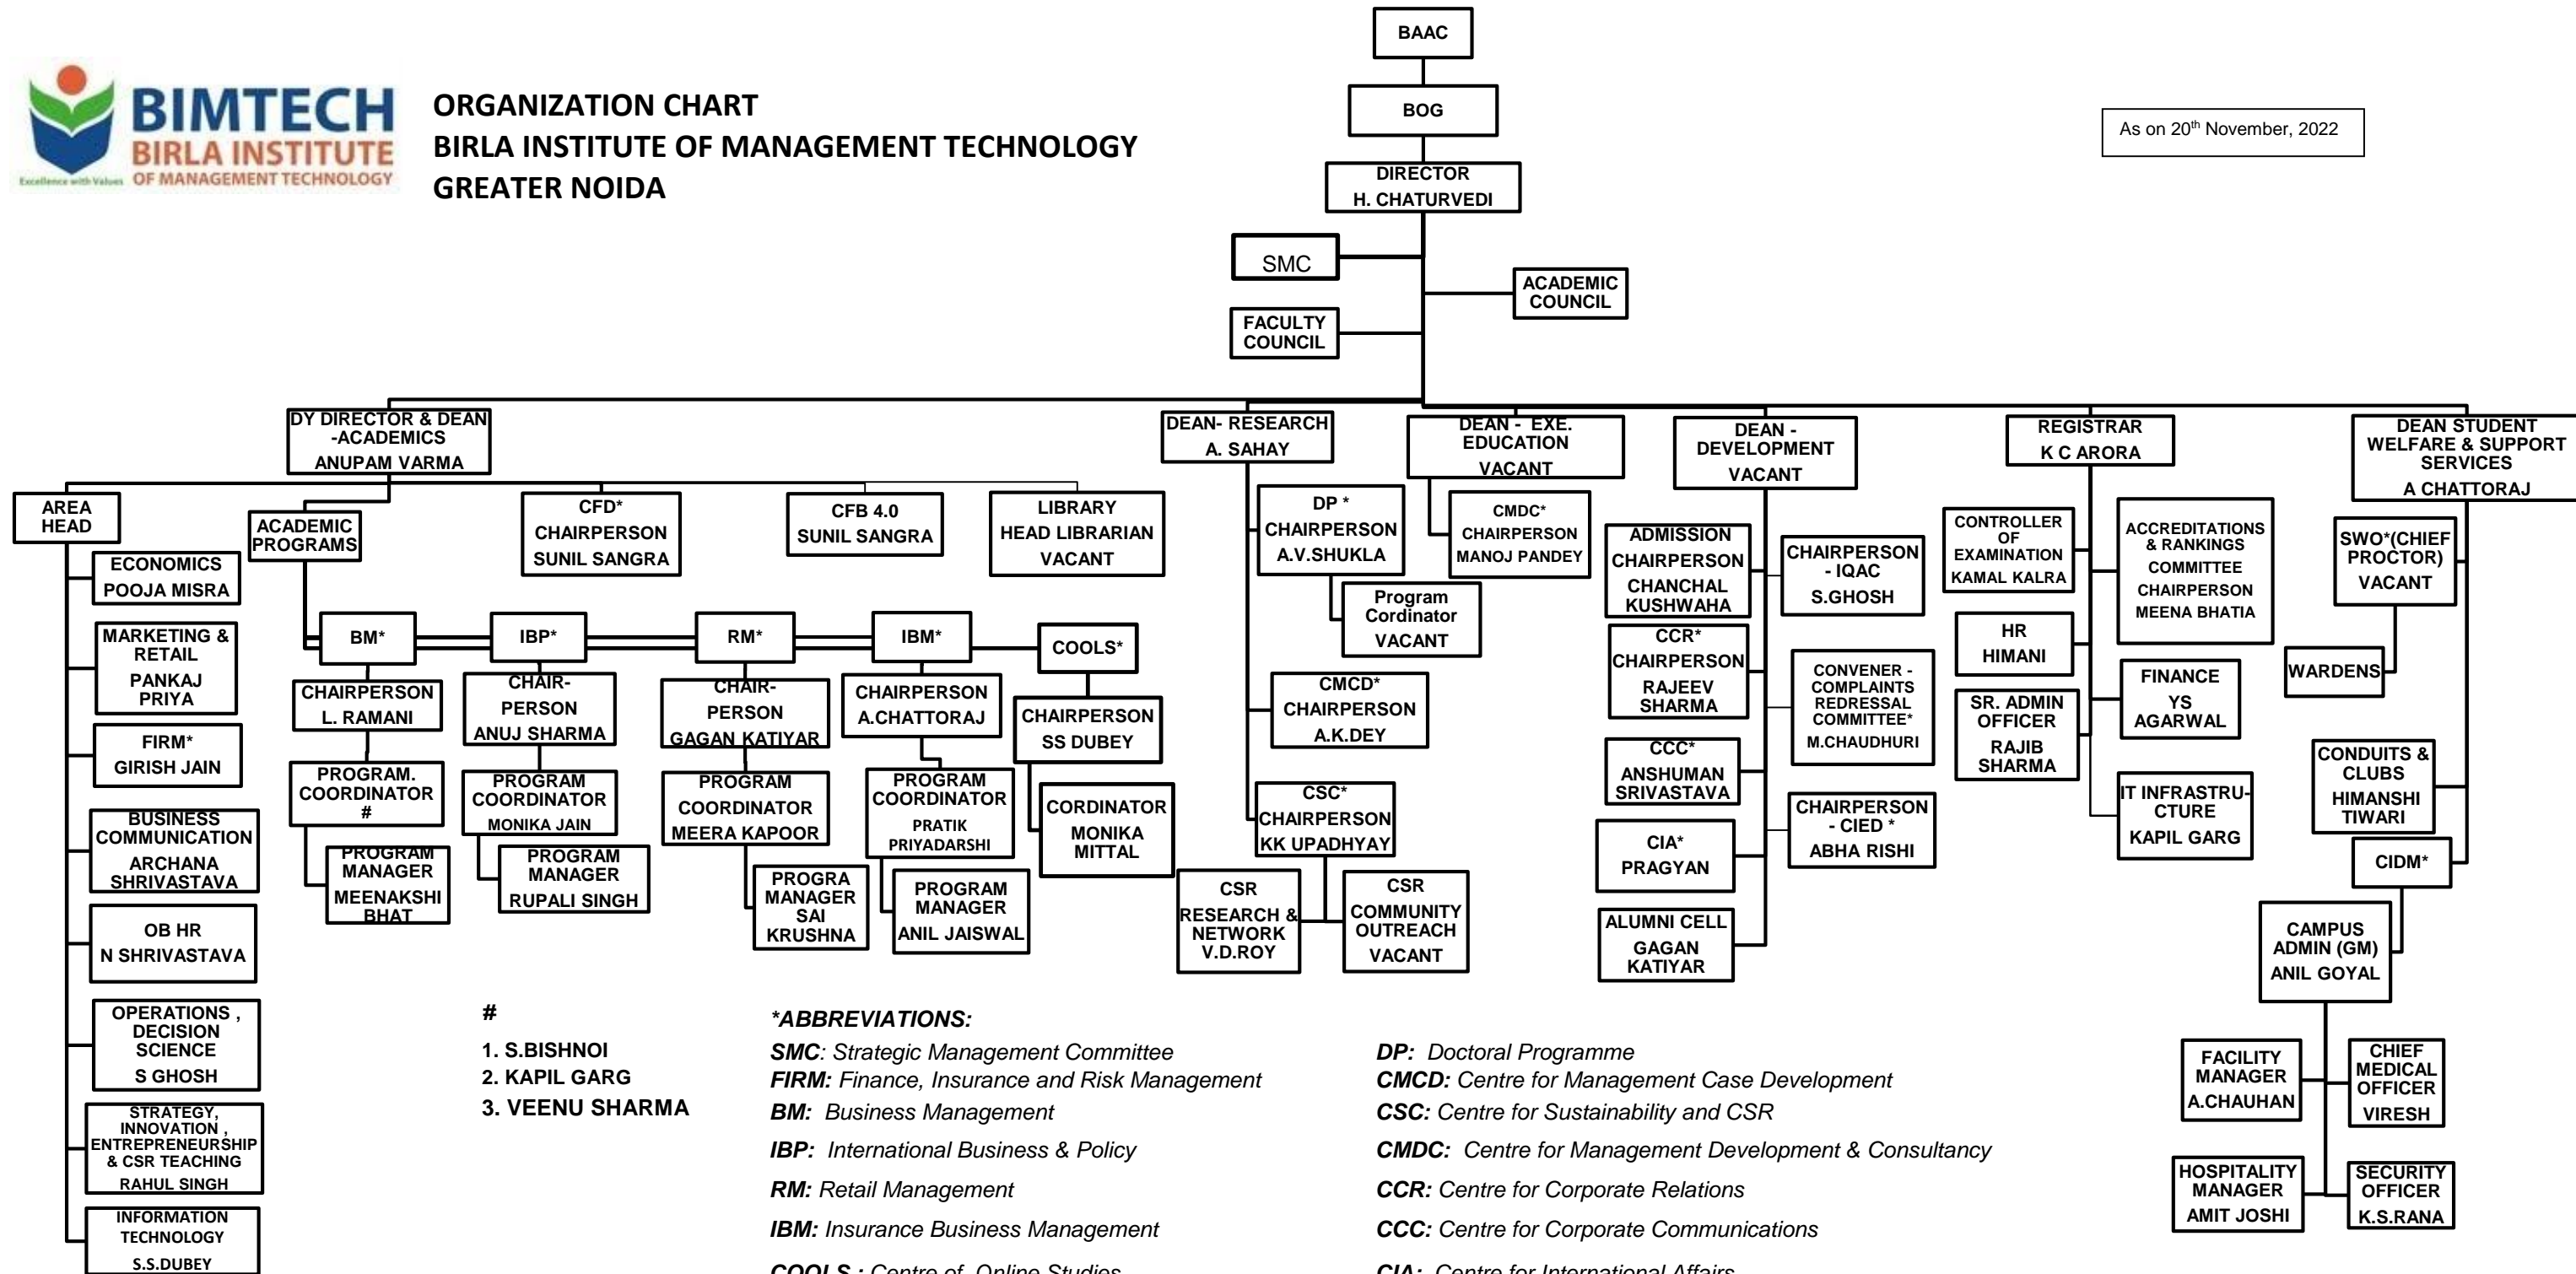 BAAC
BIMTECH
BIRLA INSTITUTE
OF MANAGEMENT TECHNOLOGY
Excellence with Values
ORGANIZATION CHART
BIRLA INSTITUTE OF MANAGEMENT TECHNOLOGY
GREATER NOIDA
BOG
As on 20th November, 2022
DIRECTOR
H. CHATURVEDI
SMC
ACADEMIC
COUNCIL
FACULTY
COUNCIL
DY DIRECTOR & DEAN
-ACADEMICS
ANUPAM VARMA
DEAN- RESEARCH
A. SAHAY
DEAN - EXE.
EDUCATION
VACANT
DEAN -
DEVELOPMENT
VACANT
REGISTRAR
K C ARORA
DEAN STUDENT
WELFARE & SUPPORT
SERVICES
A CHATTORAJ
AREA
HEAD
ACADEMIC
PROGRAMS
CFD*
CHAIRPERSON
SUNIL SANGRA
CFB 4.0
SUNIL SANGRA
LIBRARY
HEAD LIBRARIAN
VACANT
ECONOMICS
POOJA MISRA
MARKETING &
RETAIL
PANKAJ
PRIYA
FIRM*
GIRISH JAIN
BUSINESS
COMMUNICATION
ARCHANA
SHRIVASTAVA
OB HR
N SHRIVASTAVA
OPERATIONS ,
DECISION
SCIENCE
S GHOSH
STRATEGY,
INNOVATION ,
ENTREPRENEURSHIP
& CSR TEACHING
RAHUL SINGH
INFORMATION
TECHNOLOGY
S.S.DUBEY
BM*
CHAIRPERSON
L. RAMANI
PROGRAM.
COORDINATOR
#
PROGRAM
MANAGER
MEENAKSHI
BHAT
IBP*
CHAIR-
PERSON
ANUJ SHARMA
PROGRAM
COORDINATOR
MONIKA JAIN
PROGRAM
MANAGER
RUPALI SINGH
RM*
CHAIR-
PERSON
GAGAN KATIYAR
PROGRAM
COORDINATOR
MEERA KAPOOR
PROGRA
MANAGER
SAI
KRUSHNA
IBM*
CHAIRPERSON
A.CHATTORAJ
PROGRAM
COORDINATOR
PRATIK
PRIYADARSHI
PROGRAM
MANAGER
ANIL JAISWAL
COOLS*
CHAIRPERSON
SS DUBEY
CORDINATOR
MONIKA
MITTAL
DP *
CHAIRPERSON
A.V.SHUKLA
Program
Cordinator
VACANT
CMCD*
CHAIRPERSON
A.K.DEY
CSC*
CHAIRPERSON
KK UPADHYAY
CSR
RESEARCH &
NETWORK
V.D.ROY
CSR
COMMUNITY
OUTREACH
VACANT
CMDC*
CHAIRPERSON
MANOJ PANDEY
ADMISSION
CHAIRPERSON
CHANCHAL
KUSHWAHA
CHAIRPERSON
- IQAC
S.GHOSH
CCR*
CHAIRPERSON
RAJEEV
SHARMA
CONVENER -
COMPLAINTS
REDRESSAL
COMMITTEE*
M.CHAUDHURI
CCC*
ANSHUMAN
SRIVASTAVA
CHAIRPERSON
- CIED *
ABHA RISHI
CIA*
PRAGYAN
ALUMNI CELL
GAGAN
KATIYAR
CONTROLLER
OF
EXAMINATION
KAMAL KALRA
ACCREDITATIONS
& RANKINGS
COMMITTEE
CHAIRPERSON
MEENA BHATIA
HR
HIMANI
FINANCE
YS
AGARWAL
SR. ADMIN
OFFICER
RAJIB
SHARMA
IT INFRASTRU-
CTURE
KAPIL GARG
SWO*(CHIEF
PROCTOR)
VACANT
WARDENS
CONDUITS &
CLUBS
HIMANSHI
TIWARI
CIDM*
CAMPUS
ADMIN (GM)
ANIL GOYAL
FACILITY
MANAGER
A.CHAUHAN
CHIEF
MEDICAL
OFFICER
VIRESH
HOSPITALITY
MANAGER
AMIT JOSHI
SECURITY
OFFICER
K.S.RANA
#
1. S.BISHNOI
2. KAPIL GARG
3. VEENU SHARMA
*ABBREVIATIONS:
SMC: Strategic Management Committee
FIRM: Finance, Insurance and Risk Management
BM: Business Management
IBP: International Business & Policy
RM: Retail Management
IBM: Insurance Business Management
COOLS : Centre of Online Studies
DP: Doctoral Programme
CMCD: Centre for Management Case Development
CSC: Centre for Sustainability and CSR
CMDC: Centre for Management Development & Consultancy
CCR: Centre for Corporate Relations
CCC: Centre for Corporate Communications
CIA: Centre for International Affairs